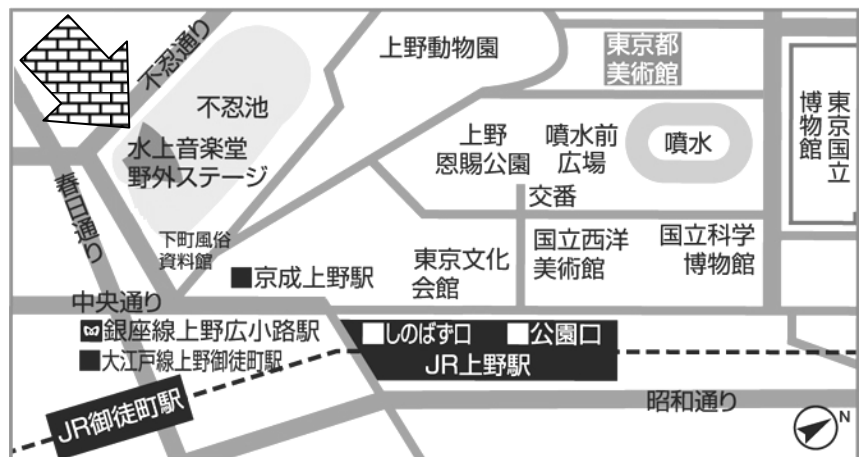 不忍通り
上野動物園
東京都
美術館
東京国立
博物館
不忍池
水上音楽堂
野外ステージ
上野
恩賜公園
噴水前
広場
噴水
交番
春日通り
下町風俗
資料館
京成上野駅
東京文化
会館
国立西洋
美術館
国立科学
博物館
中央通り
銀座線上野広小路駅
大江戸線上野御徒町駅
しのばず口
公園口
JR上野駅
JR御徒町駅
昭和通り
N